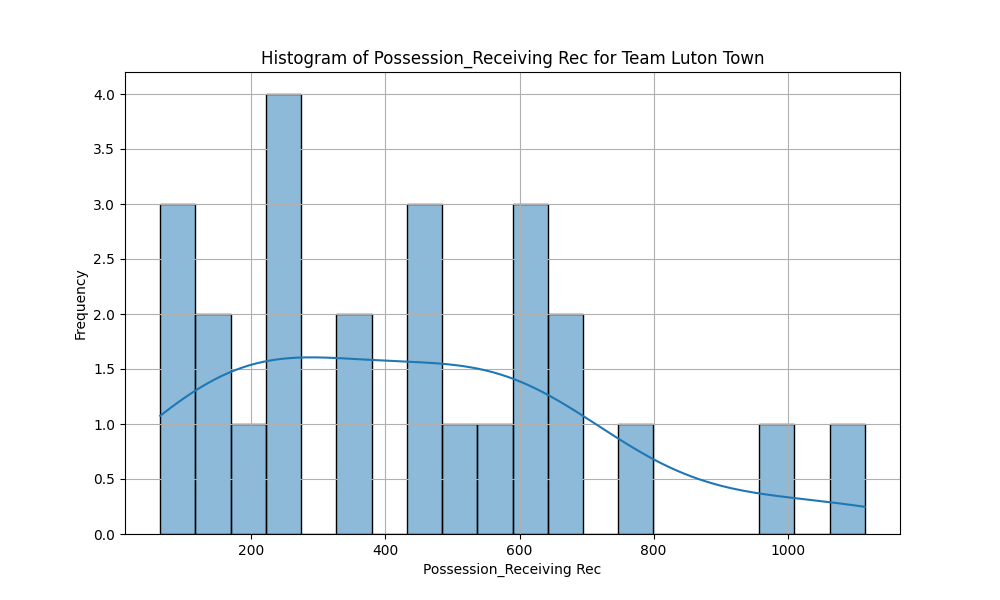 Histogram of Possession_Receiving Rec for Team Luton Town
Frequency
4.0
3.5
3.0
2.5
2.0
1.5
1.0
0.5
0.0
200 400 600 800 1000
Possession_Receiving Rec